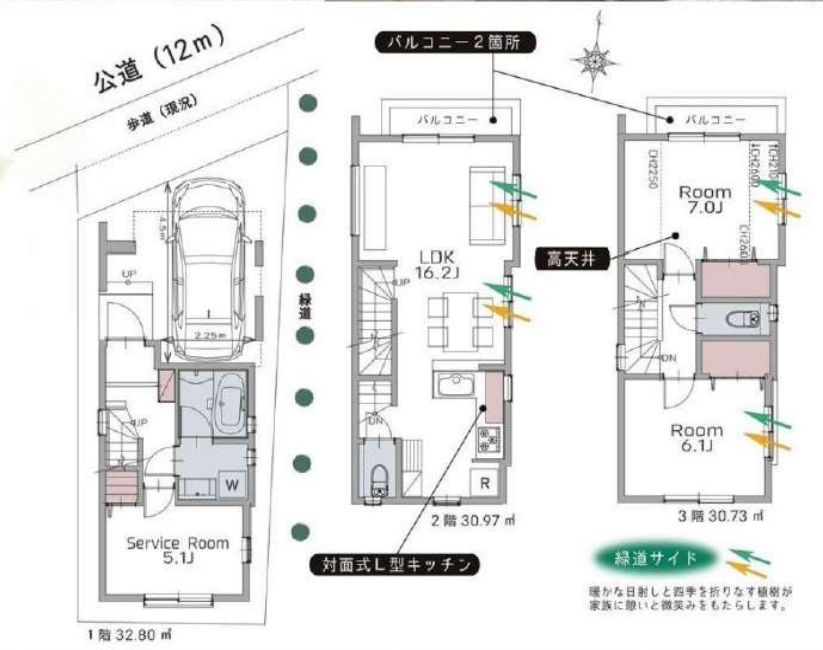 公道（12m）
歩道（現況）
4.5m
2.25m
UP
UP
W
Service Room
5.1J
1階 32.80 ㎡
緑道
バルコニー２箇所
バルコニー
LDK
16.2J
UP
DN
R
2階 30.97 ㎡
対面式Ｌ型キッチン
バルコニー
CH2250
CH2600
CH2600
Room
7.0J
高天井
DN
Room
6.1J
3階 30.73 ㎡
緑道サイド
暖かな日射しと四季を折りなす植樹が
家族に憩いと微笑みをもたらします。